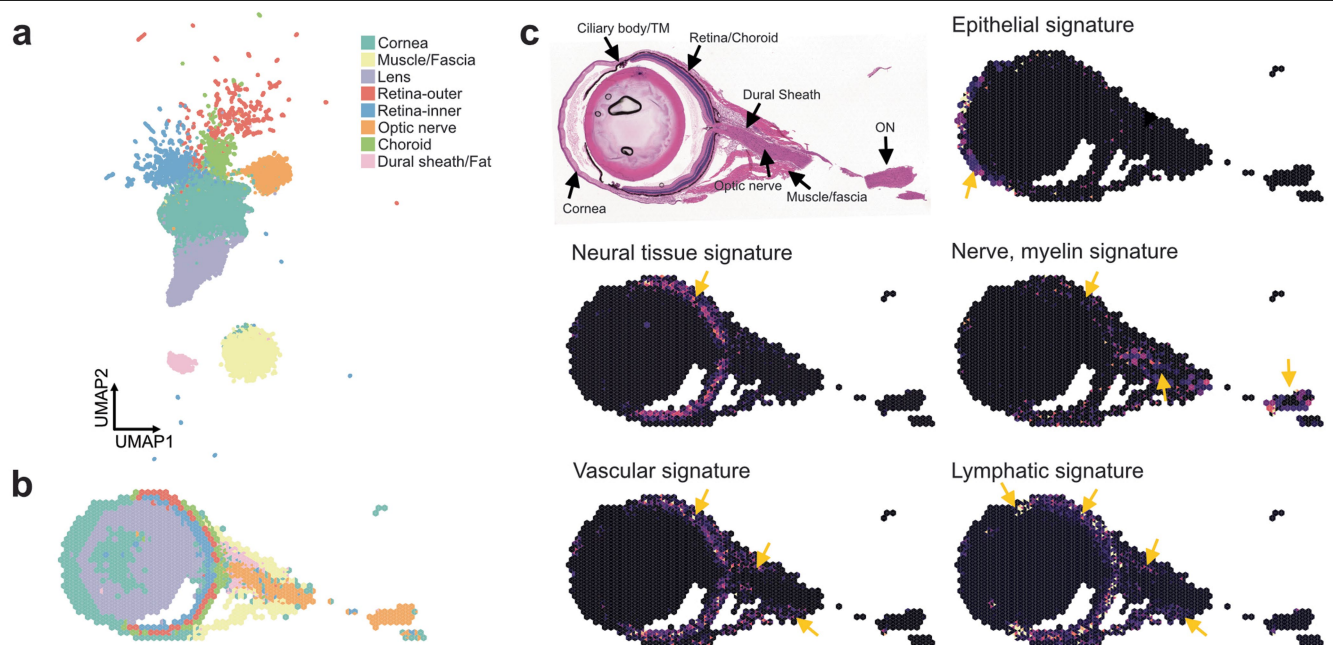 a
Cornea
Muscle/Fascia
Lens
Retina-outer
Retina-inner
Optic nerve
Choroid
Dural sheath/Fat
UMAP2
UMAP1
b
c
Ciliary body/TM
Retina/Choroid
Dural Sheath
ON
Optic nerve
Muscle/fascia
Cornea
Epithelial signature
Neural tissue signature
Nerve, myelin signature
Vascular signature
Lymphatic signature